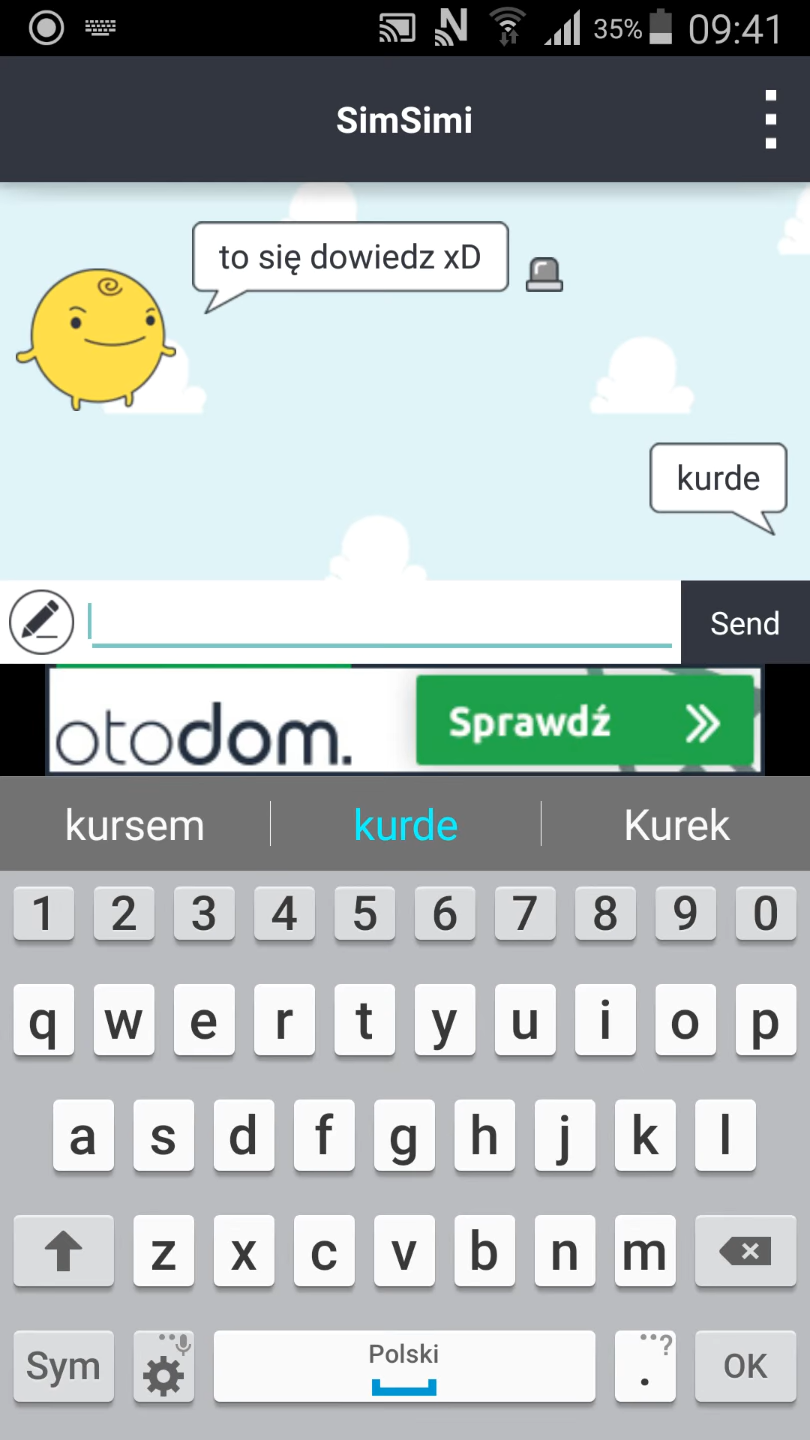 35% 09:41
SimSimi
to się dowiedz xD
kurde
Send
otodom. Sprawdź
kursem kurde Kurek
1 2 3 4 5 6 7 8 9 0
q w e r t y u i o p
a s d f g h j k l
z x c v b n m
Sym Polski . ? OK